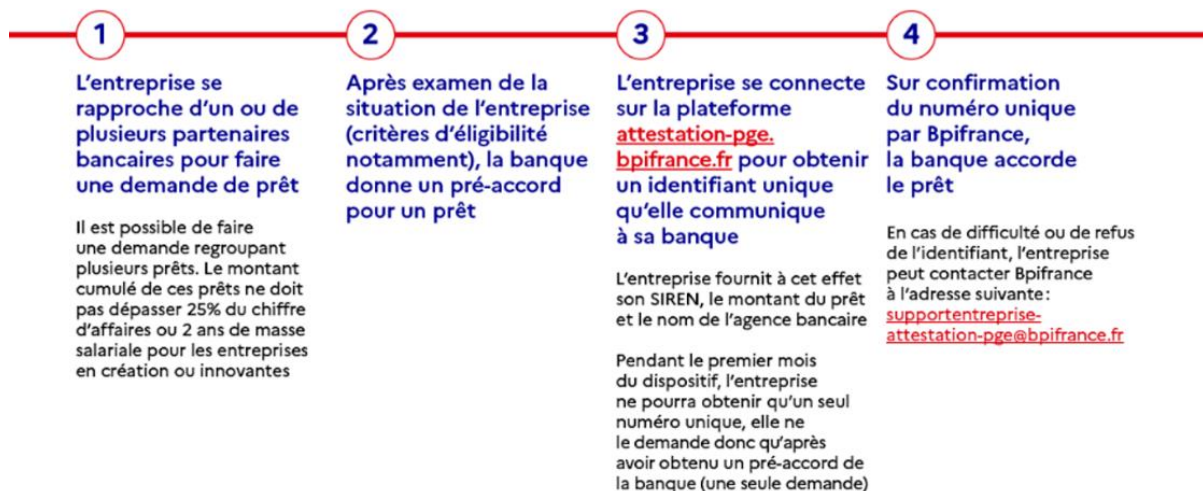 1
L'entreprise se
rapproche d'un ou de
plusieurs partenaires
bancaires pour faire
une demande de prêt
Il est possible de faire
une demande regroupant
plusieurs prêts. Le montant
cumulé de ces prêts ne doit
pas dépasser 25% du chiffre
d'affaires ou 2 ans de masse
salariale pour les entreprises
en création ou innovantes
2
Après examen de la
situation de l'entreprise
(critères d'éligibilité
notamment), la banque
donne un pré-accord
pour un prêt
3
L'entreprise se connecte
sur la plateforme
attestation-pge.
bpifrance.fr pour obtenir
un identifiant unique
qu'elle communique
à sa banque
L'entreprise fournit à cet effet
son SIREN, le montant du prêt
et le nom de l'agence bancaire
Pendant le premier mois
du dispositif, l'entreprise
ne pourra obtenir qu'un seul
numéro unique, elle ne
le demande donc qu'après
avoir obtenu un pré-accord de
la banque (une seule demande)
4
Sur confirmation
du numéro unique
par Bpifrance,
la banque accorde
le prêt
En cas de difficulté ou de refus
de l'identifiant, l'entreprise
peut contacter Bpifrance
à l'adresse suivante :
supportentreprise-
attestation-pge@bpifrance.fr